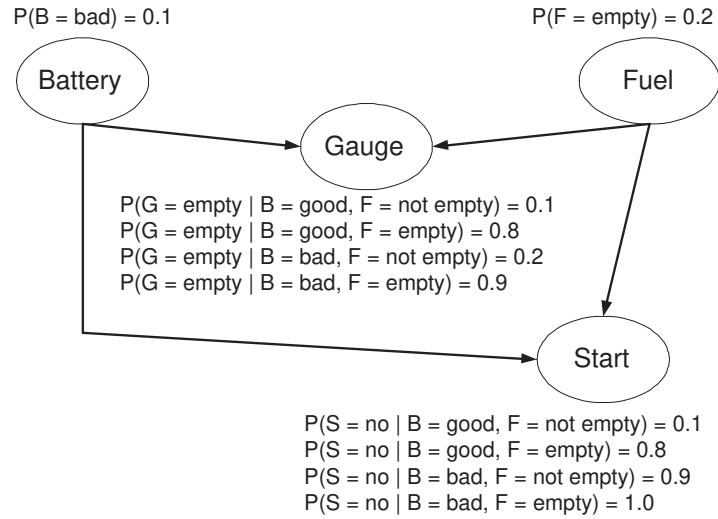 P(B = bad) = 0.1
P(F = empty) = 0.2
Battery
Fuel
Gauge
P(G = empty | B = good, F = not empty) = 0.1
P(G = empty | B = good, F = empty) = 0.8
P(G = empty | B = bad, F = not empty) = 0.2
P(G = empty | B = bad, F = empty) = 0.9
Start
P(S = no | B = good, F = not empty) = 0.1
P(S = no | B = good, F = empty) = 0.8
P(S = no | B = bad, F = not empty) = 0.9
P(S = no | B = bad, F = empty) = 1.0